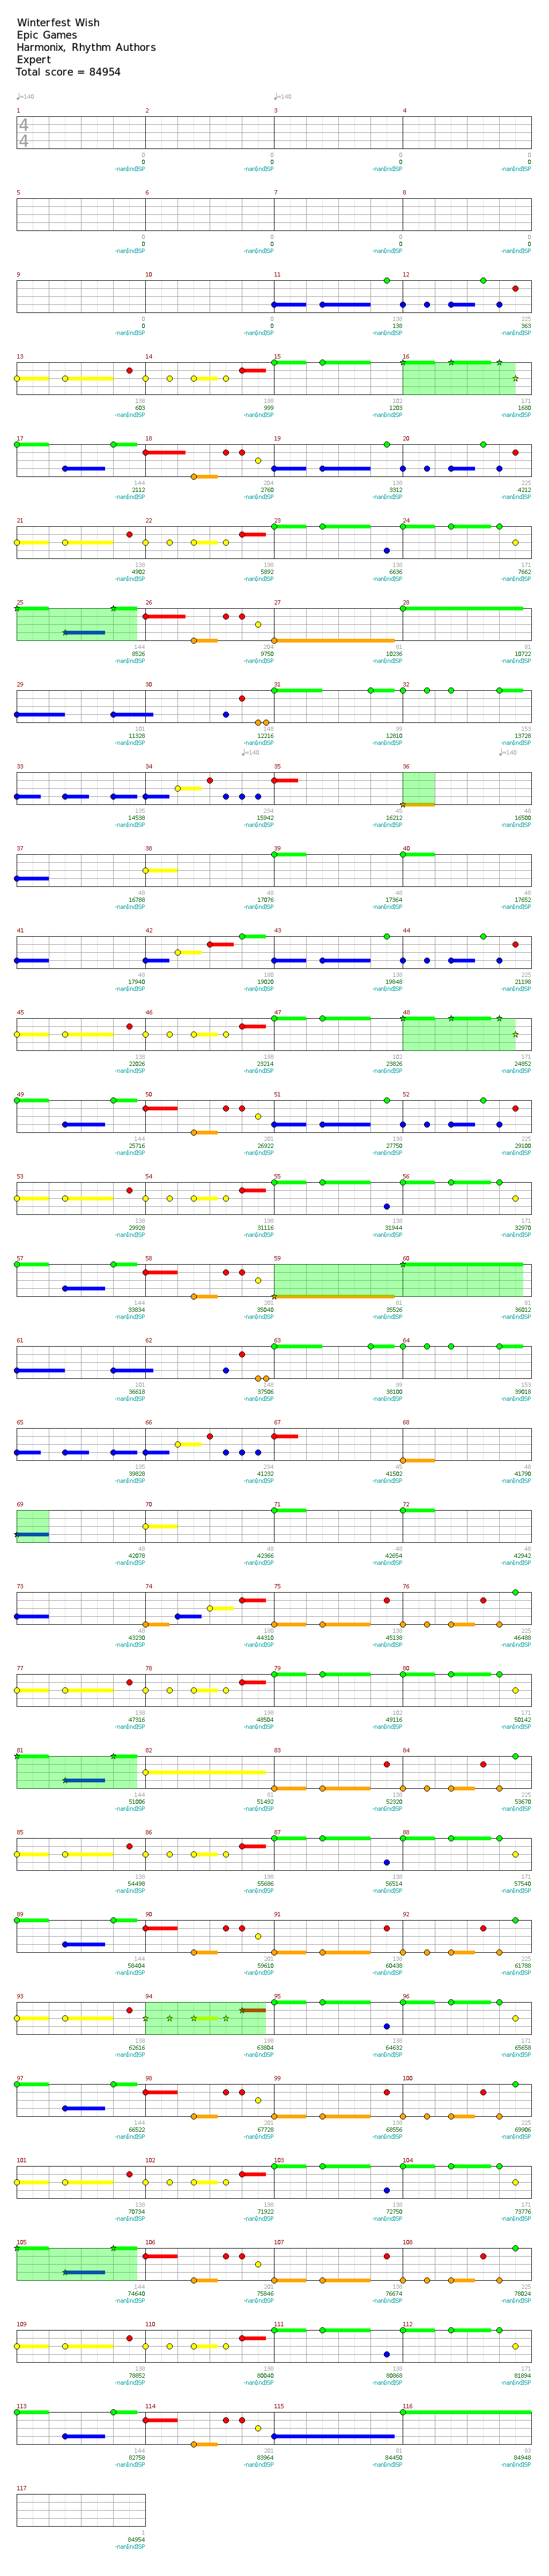 Winterfest Wish
Epic Games
Harmonix, Rhythm Authors
Expert
Total score = 84954
♩=140 ♩=140
1 2 3 4
4
4
0 0 0 0
0 0 0 0
-nan(ind)SP -nan(ind)SP -nan(ind)SP -nan(ind)SP
5 6 7 8
0 0 0 0
0 0 0 0
-nan(ind)SP -nan(ind)SP -nan(ind)SP -nan(ind)SP
9 10 11 12
0 0 138 225
0 0 138 363
-nan(ind)SP -nan(ind)SP -nan(ind)SP -nan(ind)SP
13 14 15 16
138 198 102 171
603 999 1203 1680
-nan(ind)SP -nan(ind)SP -nan(ind)SP -nan(ind)SP
17 18 19 20
144 204 138 225
2112 2760 3312 4212
-nan(ind)SP -nan(ind)SP -nan(ind)SP -nan(ind)SP
21 22 23 24
138 198 138 171
4902 5892 6636 7662
-nan(ind)SP -nan(ind)SP -nan(ind)SP -nan(ind)SP
25 26 27 28
144 204 81 81
8526 9750 10236 10722
-nan(ind)SP -nan(ind)SP -nan(ind)SP -nan(ind)SP
29 30 31 32
101 148 99 153
11328 12216 12810 13728
-nan(ind)SP -nan(ind)SP -nan(ind)SP -nan(ind)SP
♩=140 ♩=140
33 34 35 36
135 234 45 48
14538 15942 16212 16500
-nan(ind)SP -nan(ind)SP -nan(ind)SP -nan(ind)SP
37 38 39 40
48 48 48 48
16788 17076 17364 17652
-nan(ind)SP -nan(ind)SP -nan(ind)SP -nan(ind)SP
41 42 43 44
48 180 138 225
17940 19020 19848 21198
-nan(ind)SP -nan(ind)SP -nan(ind)SP -nan(ind)SP
45 46 47 48
138 198 102 171
22026 23214 23826 24852
-nan(ind)SP -nan(ind)SP -nan(ind)SP -nan(ind)SP
49 50 51 52
144 201 138 225
25716 26922 27750 29100
-nan(ind)SP -nan(ind)SP -nan(ind)SP -nan(ind)SP
53 54 55 56
138 198 138 171
29928 31116 31944 32970
-nan(ind)SP -nan(ind)SP -nan(ind)SP -nan(ind)SP
57 58 59 60
144 201 81 81
33834 35040 35526 36012
-nan(ind)SP -nan(ind)SP -nan(ind)SP -nan(ind)SP
61 62 63 64
101 148 99 153
36618 37506 38100 39018
-nan(ind)SP -nan(ind)SP -nan(ind)SP -nan(ind)SP
65 66 67 68
135 234 45 48
39828 41232 41502 41790
-nan(ind)SP -nan(ind)SP -nan(ind)SP -nan(ind)SP
69 70 71 72
48 48 48 48
42078 42366 42654 42942
-nan(ind)SP -nan(ind)SP -nan(ind)SP -nan(ind)SP
73 74 75 76
48 180 138 225
43230 44310 45138 46488
-nan(ind)SP -nan(ind)SP -nan(ind)SP -nan(ind)SP
77 78 79 80
138 198 102 171
47316 48504 49116 50142
-nan(ind)SP -nan(ind)SP -nan(ind)SP -nan(ind)SP
81 82 83 84
144 81 138 225
51006 51492 52320 53670
-nan(ind)SP -nan(ind)SP -nan(ind)SP -nan(ind)SP
85 86 87 88
138 198 138 171
54498 55686 56514 57540
-nan(ind)SP -nan(ind)SP -nan(ind)SP -nan(ind)SP
89 90 91 92
144 201 138 225
58404 59610 60438 61788
-nan(ind)SP -nan(ind)SP -nan(ind)SP -nan(ind)SP
93 94 95 96
138 198 138 171
62616 63804 64632 65658
-nan(ind)SP -nan(ind)SP -nan(ind)SP -nan(ind)SP
97 98 99 100
144 201 138 225
66522 67728 68556 69906
-nan(ind)SP -nan(ind)SP -nan(ind)SP -nan(ind)SP
101 102 103 104
138 198 138 171
70734 71922 72750 73776
-nan(ind)SP -nan(ind)SP -nan(ind)SP -nan(ind)SP
105 106 107 108
144 201 138 225
74640 75846 76674 78024
-nan(ind)SP -nan(ind)SP -nan(ind)SP -nan(ind)SP
109 110 111 112
138 198 138 171
78852 80040 80868 81894
-nan(ind)SP -nan(ind)SP -nan(ind)SP -nan(ind)SP
113 114 115 116
144 201 81 83
82758 83964 84450 84948
-nan(ind)SP -nan(ind)SP -nan(ind)SP -nan(ind)SP
117
1
84954
-nan(ind)SP